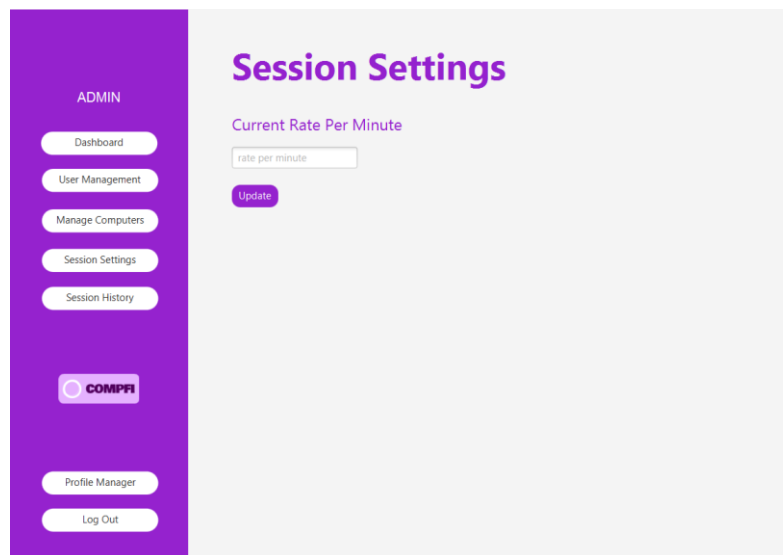 ADMIN
Dashboard
User Management
Manage Computers
Session Settings
Session History
COMPFI
Profile Manager
Log Out
Session Settings
Current Rate Per Minute
rate per minute
Update